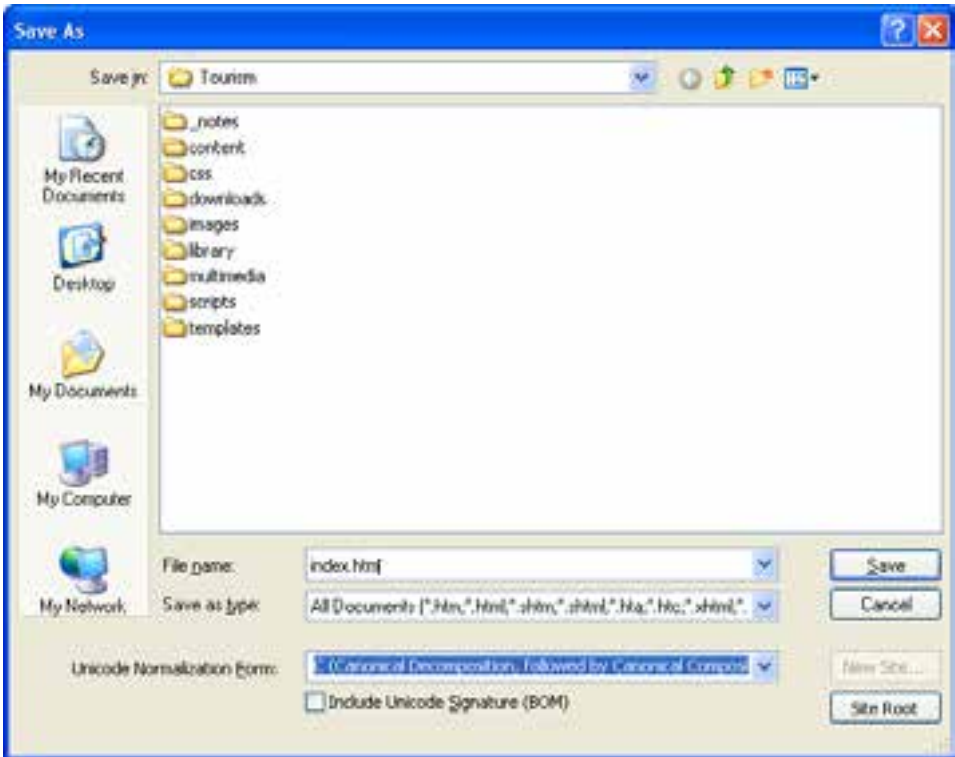 Save As
Save in: Tourism
_notes
content
css
downloads
images
library
multimedia
scripts
templates
My Recent
Documents
Desktop
My Documents
My Computer
My Network
File name: index.htm
Save as type: All Documents (*.htm;*.html;*.shtm;*.shtml;*.hta;*.htc;*.xhtml;*.
Unicode Normalization Form: C (Canonical Decomposition, followed by Canonical Composi
Include Unicode Signature (BOM)
Save
Cancel
New Site...
Site Root